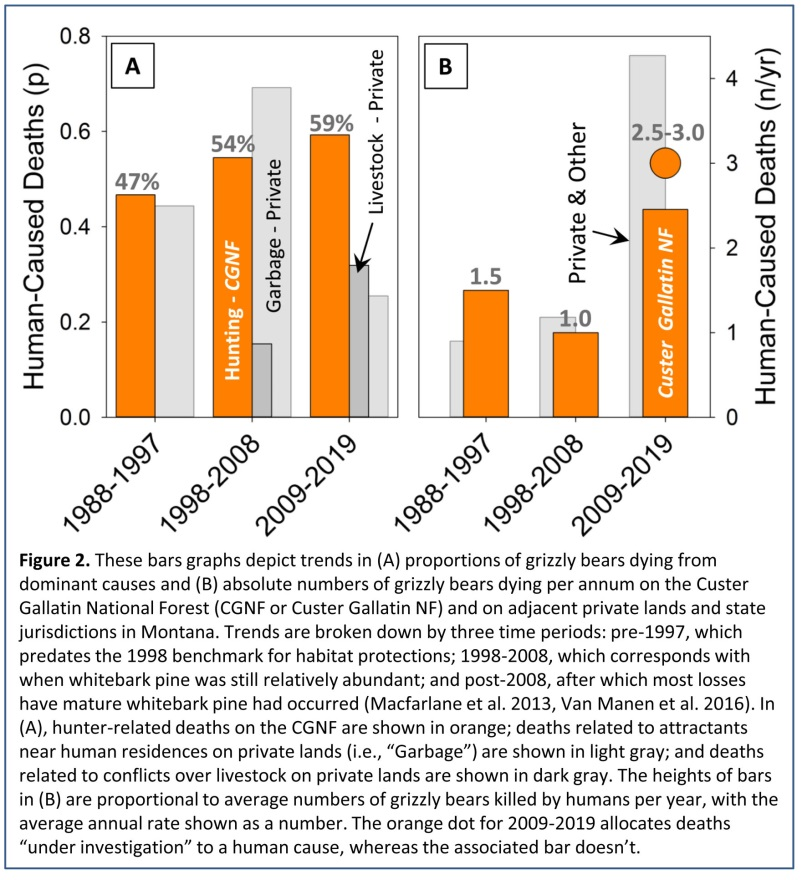 0.8
0.6
0.4
0.2
0.0
Human-Caused Deaths (p)
A
47%
54%
59%
Hunting - CGNF
Garbage - Private
Livestock - Private
1988-1997
1998-2008
2009-2019
B
1.5
1.0
2.5-3.0
Private & Other
Custer Gallatin NF
1988-1997
1998-2008
2009-2019
4
3
2
1
0
Human-Caused Deaths (n/yr)
Figure 2. These bars graphs depict trends in (A) proportions of grizzly bears dying from
dominant causes and (B) absolute numbers of grizzly bears dying per annum on the Custer
Gallatin National Forest (CGNF or Custer Gallatin NF) and on adjacent private lands and state
jurisdictions in Montana. Trends are broken down by three time periods: pre-1997, which
predates the 1998 benchmark for habitat protections; 1998-2008, which corresponds with
when whitebark pine was still relatively abundant; and post-2008, after which most losses
have mature whitebark pine had occurred (Macfarlane et al. 2013, Van Manen et al. 2016). In
(A), hunter-related deaths on the CGNF are shown in orange; deaths related to attractants
near human residences on private lands (i.e., “Garbage”) are shown in light gray; and deaths
related to conflicts over livestock on private lands are shown in dark gray. The heights of bars
in (B) are proportional to average numbers of grizzly bears killed by humans per year, with the
average annual rate shown as a number. The orange dot for 2009-2019 allocates deaths
“under investigation” to a human cause, whereas the associated bar doesn’t.